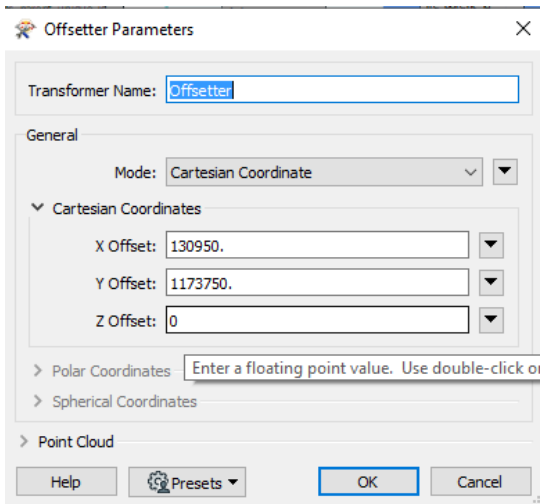 Offsetter Parameters
Transformer Name: Offsetter
General
Mode: Cartesian Coordinate
Cartesian Coordinates
X Offset: 130950.
Y Offset: 1173750.
Z Offset: 0
Enter a floating point value. Use double-click o
Polar Coordinates
Spherical Coordinates
Point Cloud
Help Presets OK Cancel